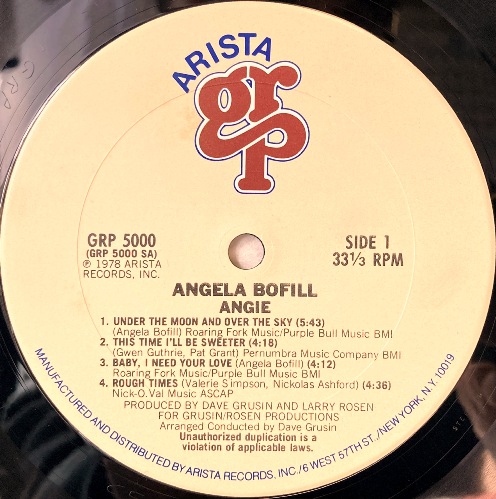 ARISTA
grp
GRP 5000
(GRP 5000 SA)
℗ 1978 ARISTA
RECORDS, INC.
SIDE 1
33⅓ RPM
ANGELA BOFILL
ANGIE
1. UNDER THE MOON AND OVER THE SKY (5:43)
(Angela Bofill) Roaring Fork Music/Purple Bull Music BMI
2. THIS TIME I'LL BE SWEETER (4:18)
(Gwen Guthrie, Pat Grant) Pernumbra Music Company BMI
3. BABY, I NEED YOUR LOVE (Angela Bofill) (4:12)
Roaring Fork Music/Purple Bull Music BMI
4. ROUGH TIMES (Valerie Simpson, Nickolas Ashford) (4:36)
Nick-O.Val Music ASCAP
PRODUCED BY DAVE GRUSIN AND LARRY ROSEN
FOR GRUSIN/ROSEN PRODUCTIONS
Arranged Conducted by Dave Grusin
Unauthorized duplication is a
violation of applicable laws.
MANUFACTURED AND DISTRIBUTED BY ARISTA RECORDS, INC./6 WEST 57TH ST./NEW YORK, N.Y. 10019